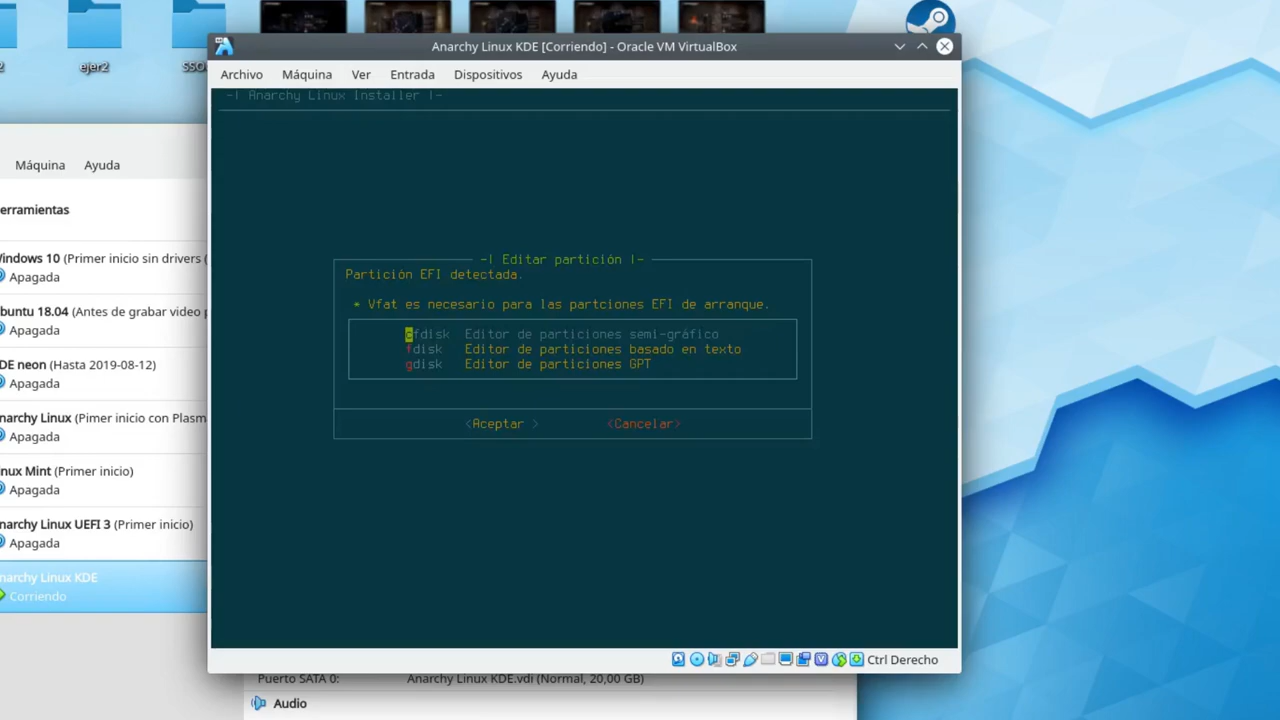 2
ejer2
SSO
Anarchy Linux KDE [Corriendo] - Oracle VM VirtualBox
Archivo Máquina Ver Entrada Dispositivos Ayuda
-| Anarchy Linux Installer |-
Máquina Ayuda
erramientas
Windows 10 (Primer inicio sin drivers (
Apagada
buntu 18.04 (Antes de grabar video p
Apagada
DE neon (Hasta 2019-08-12)
Apagada
narchy Linux (Pimer inicio con Plasm
Apagada
inux Mint (Primer inicio)
Apagada
narchy Linux UEFI 3 (Primer inicio)
Apagada
narchy Linux KDE
Corriendo
-| Editar partición |-
Partición EFI detectada.
* Vfat es necesario para las partciones EFI de arranque.
cfdisk Editor de particiones semi-gráfico
fdisk Editor de particiones basado en texto
gdisk Editor de particiones GPT
<Aceptar > <Cancelar>
Ctrl Derecho
Puerto SATA 0: Anarchy Linux KDE.vdi (Normal, 20,00 GB)
Audio